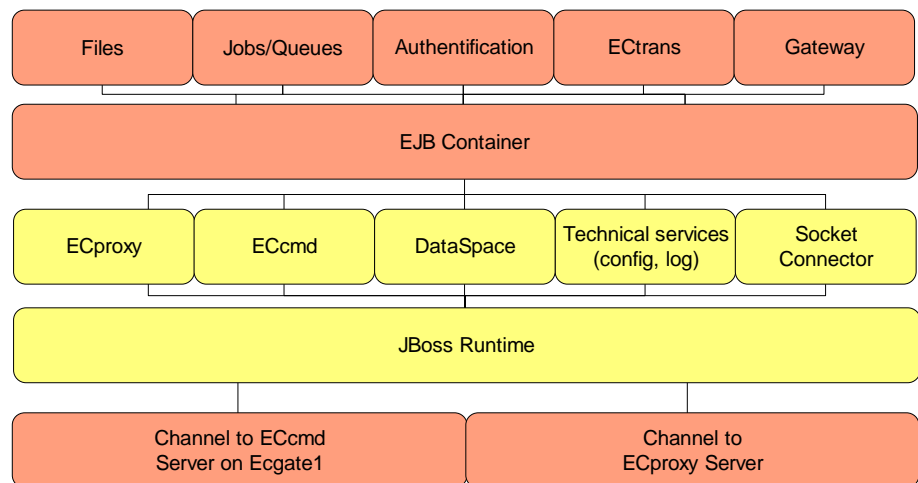 Files
Jobs/Queues
Authentification
ECtrans
Gateway
EJB Container
ECproxy
ECcmd
DataSpace
Technical services
(config, log)
Socket
Connector
JBoss Runtime
Channel to ECcmd
Server on Ecgate1
Channel to
ECproxy Server